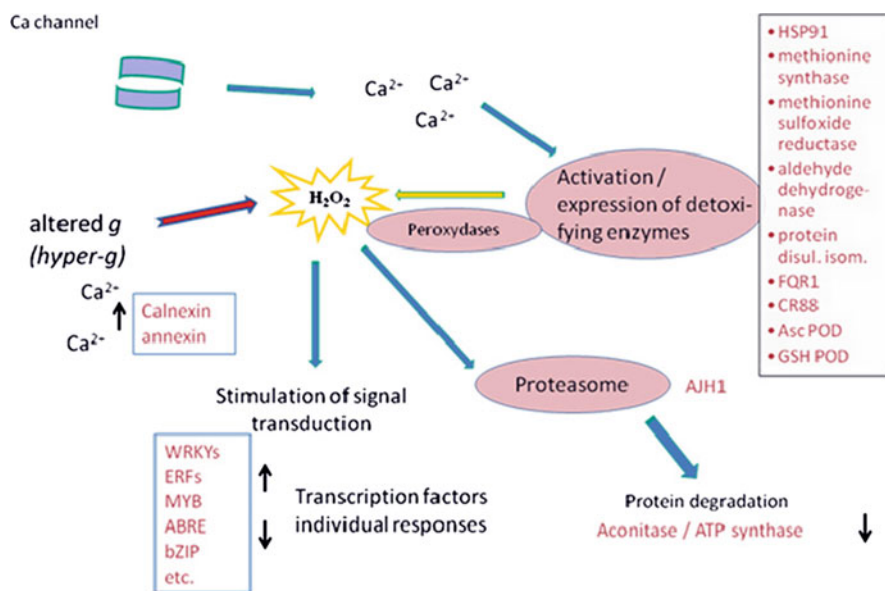 Ca channel
Ca²⁻ Ca²⁻
Ca²⁻
• HSP91
• methionine
synthase
• methionine
sulfoxide
reductase
• aldehyde
dehydroge-
nase
• protein
disul. isom.
• FQR1
• CR88
• Asc POD
• GSH POD
Activation /
expression of detoxi-
fying enzymes
H₂O₂
Peroxydases
altered g
(hyper-g)
Ca²⁻
Ca²⁻
Calnexin
annexin
Stimulation of signal
transduction
WRKYs
ERFs
MYB
ABRE
bZIP
etc.
Transcription factors
individual responses
Proteasome
AJH1
Protein degradation
Aconitase / ATP synthase